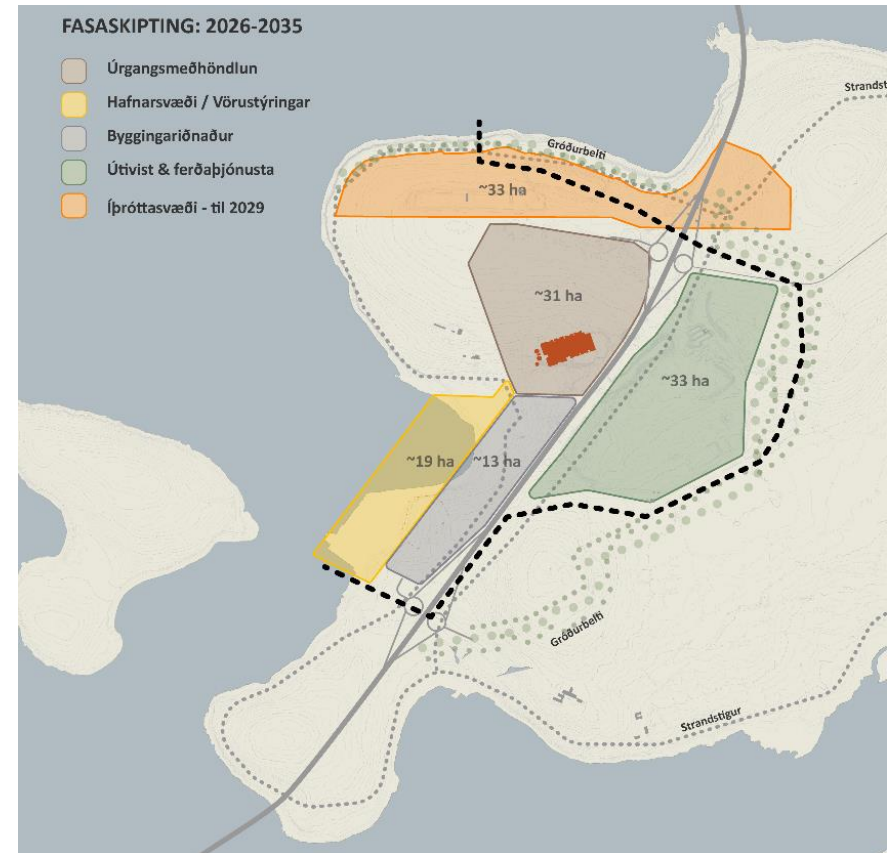 FASASKIPTING: 2026-2035
Úrgangsmeðhöndlun
Hafnarsvæði / Vörustýringar
Byggingariðnaður
Útivist & ferðaþjónusta
Íþróttasvæði - til 2029
Strandst
Gróðurbelti
~33 ha
~31 ha
~33 ha
~19 ha
~13 ha
Gróðurbelti
Strandstígur